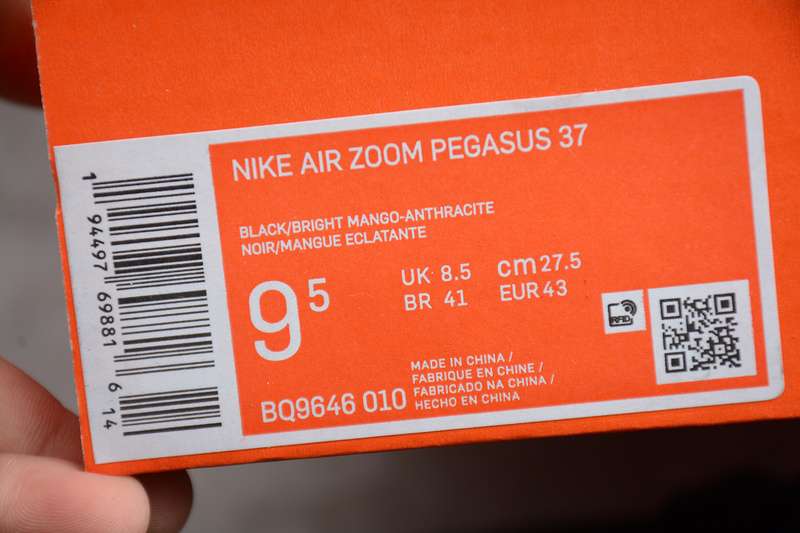 NIKE AIR ZOOM PEGASUS 37
BLACK/BRIGHT MANGO-ANTHRACITE
NOIR/MANGUE ECLATANTE
9 5
UK 8.5 cm 27.5
BR 41 EUR 43
RFID
BQ9646 010
MADE IN CHINA /
FABRIQUE EN CHINE /
FABRICADO NA CHINA /
HECHO EN CHINA
1 94497 69881 6 14